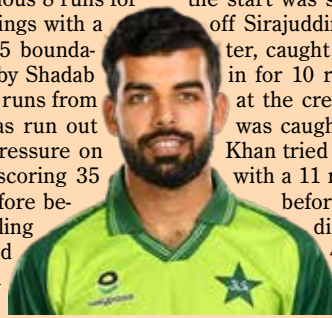 ious 8 runs for
ings with a
5 bounda-
by Shadab
runs from
as run out
ressure on
scoring 35
fore be-
ling
d
the start was s
off Sirajuddin
ter, caught
in for 10 r
at the cre
was caugh
Khan tried
with a 11 r
befor
di